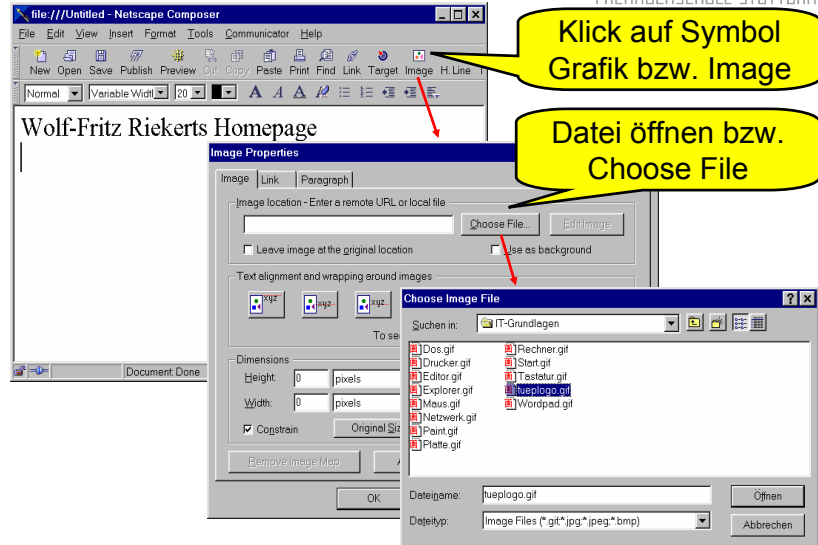 file:///Untitled - Netscape Composer
File Edit View Insert Format Tools Communicator Help
New Open Save Publish Preview Cut Copy Paste Print Find Link Target Image H. Line
Normal Variable Widtl 20 A A A
Wolf-Fritz Riekerts Homepage
Document: Done
Klick auf Symbol
Grafik bzw. Image
Datei öffnen bzw.
Choose File
Image Properties
Image Link Paragraph
Image location - Enter a remote URL or local file
Choose File... Edit Image
Leave image at the original location Use as background
Text alignment and wrapping around images
xyz xyz xyz
To se
Dimensions
Height: 0 pixels
Width: 0 pixels
Constrain Original Siz
Remove Image Map A
OK
Choose Image File
Suchen in: IT-Grundlagen
Dos.gif Rechner.gif
Drucker.gif Start.gif
Editor.gif Tastatur.gif
Explorer.gif tueplogo.gif
Maus.gif Wordpad.gif
Netzwerk.gif
Paint.gif
Platte.gif
Dateiname: tueplogo.gif Öffnen
Dateityp: Image Files (*.gif;*.jpg;*.jpeg;*.bmp) Abbrechen